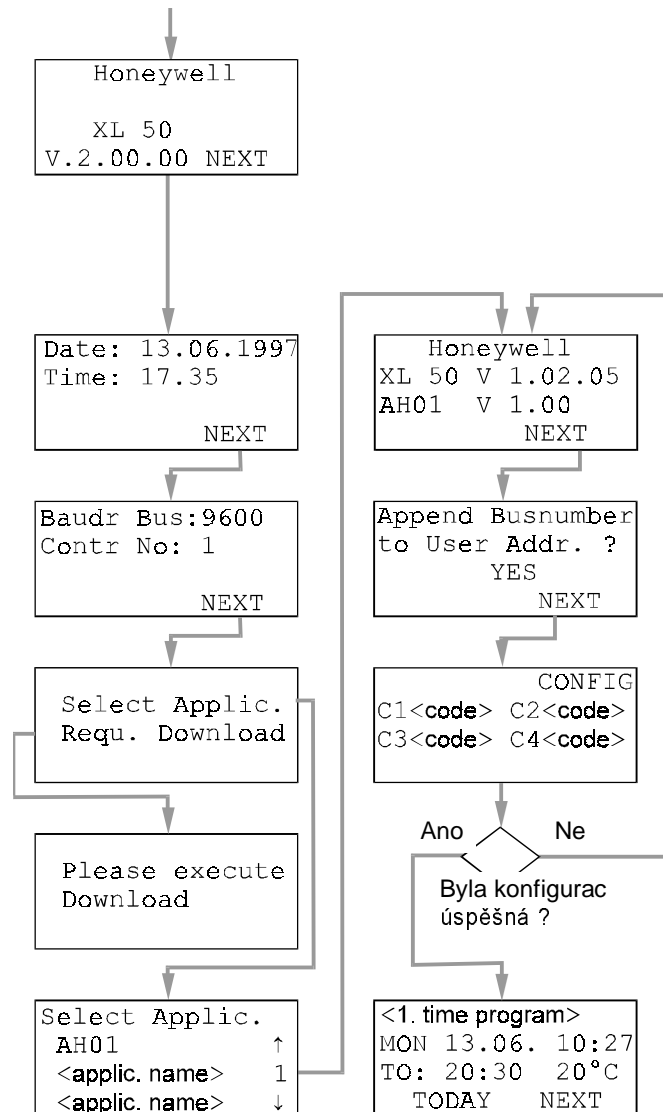 Honeywell
XL 50
V.2.00.00 NEXT
Date: 13.06.1997
Time: 17.35
NEXT
Baudr Bus:9600
Contr No: 1
NEXT
Select Applic.
Requ. Download
Please execute
Download
Select Applic.
AH01 ↑
<applic. name> 1
<applic. name> ↓
Honeywell
XL 50 V 1.02.05
AH01 V 1.00
NEXT
Append Busnumber
to User Addr. ?
YES
NEXT
CONFIG
C1<code> C2<code>
C3<code> C4<code>
Ano Ne
Byla konfigurac
úspěšná ?
<1. time program>
MON 13.06. 10:27
TO: 20:30 20°C
TODAY NEXT